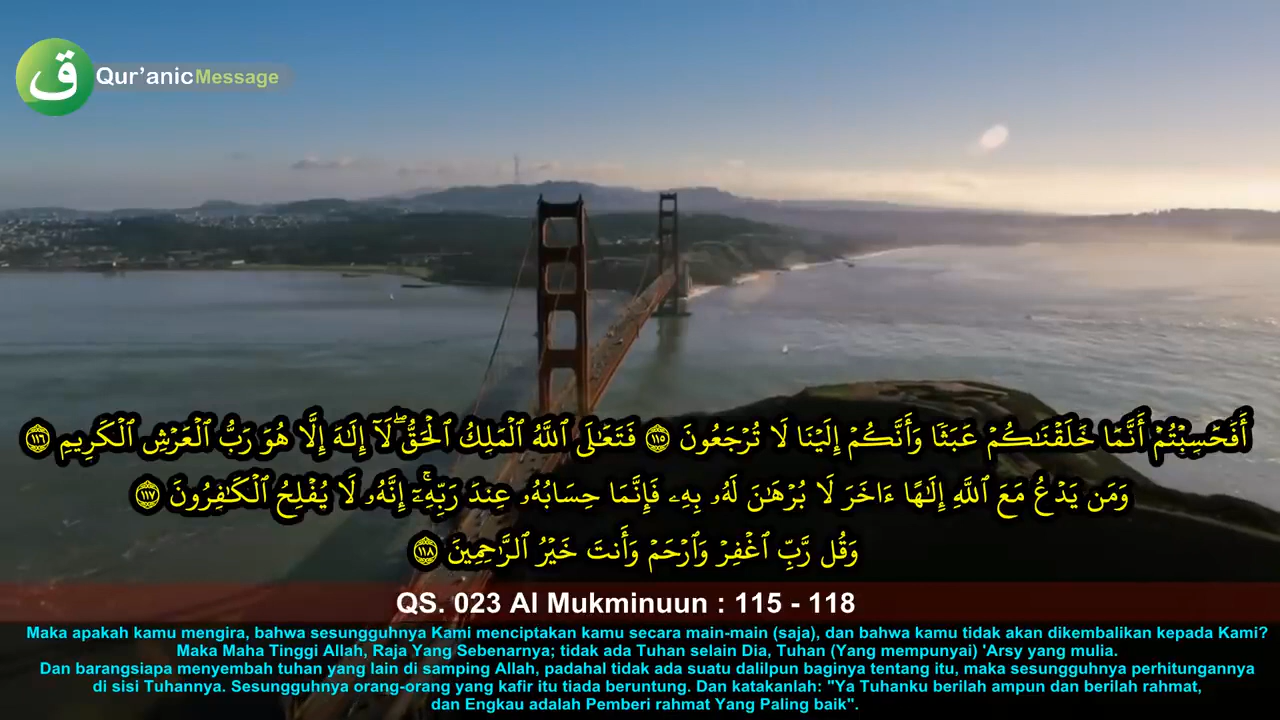 ق
Qur’anicMessage
أَفَحَسِبْتُمْ أَنَّمَا خَلَقْنَـٰكُمْ عَبَثًا وَأَنَّكُمْ إِلَيْنَا لَا تُرْجَعُونَ ١١٥ فَتَعَـٰلَى ٱللَّهُ ٱلْمَلِكُ ٱلْحَقُّ ۖ لَآ إِلَـٰهَ إِلَّا هُوَ رَبُّ ٱلْعَرْشِ ٱلْكَرِيمِ ١١٦
وَمَن يَدْعُ مَعَ ٱللَّهِ إِلَـٰهًا ءَاخَرَ لَا بُرْهَـٰنَ لَهُۥ بِهِۦ فَإِنَّمَا حِسَابُهُۥ عِندَ رَبِّهِۦٓ ۚ إِنَّهُۥ لَا يُفْلِحُ ٱلْكَـٰفِرُونَ ١١٧
وَقُل رَّبِّ ٱغْفِرْ وَٱرْحَمْ وَأَنتَ خَيْرُ ٱلرَّٰحِمِينَ ١١٨
QS. 023 Al Mukminuun : 115 - 118
Maka apakah kamu mengira, bahwa sesungguhnya Kami menciptakan kamu secara main-main (saja), dan bahwa kamu tidak akan dikembalikan kepada Kami?
Maka Maha Tinggi Allah, Raja Yang Sebenarnya; tidak ada Tuhan selain Dia, Tuhan (Yang mempunyai) 'Arsy yang mulia.
Dan barangsiapa menyembah tuhan yang lain di samping Allah, padahal tidak ada suatu dalilpun baginya tentang itu, maka sesungguhnya perhitungannya
di sisi Tuhannya. Sesungguhnya orang-orang yang kafir itu tiada beruntung. Dan katakanlah: "Ya Tuhanku berilah ampun dan berilah rahmat,
dan Engkau adalah Pemberi rahmat Yang Paling baik".